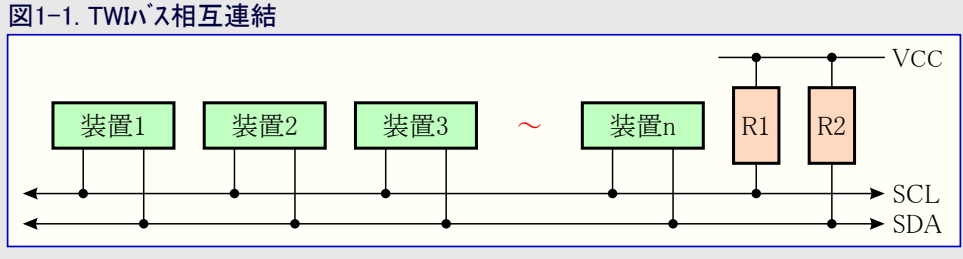 図1-1. TWIバス相互連結
VCC
装置1 装置2 装置3 ～ 装置n R1 R2
SCL
SDA